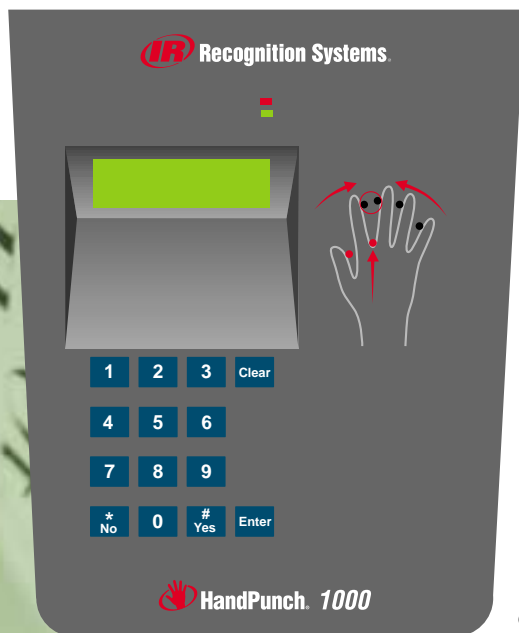 IR Recognition Systems®
1 2 3 Clear
4 5 6
7 8 9
* No 0 # Yes Enter
HandPunch® 1000